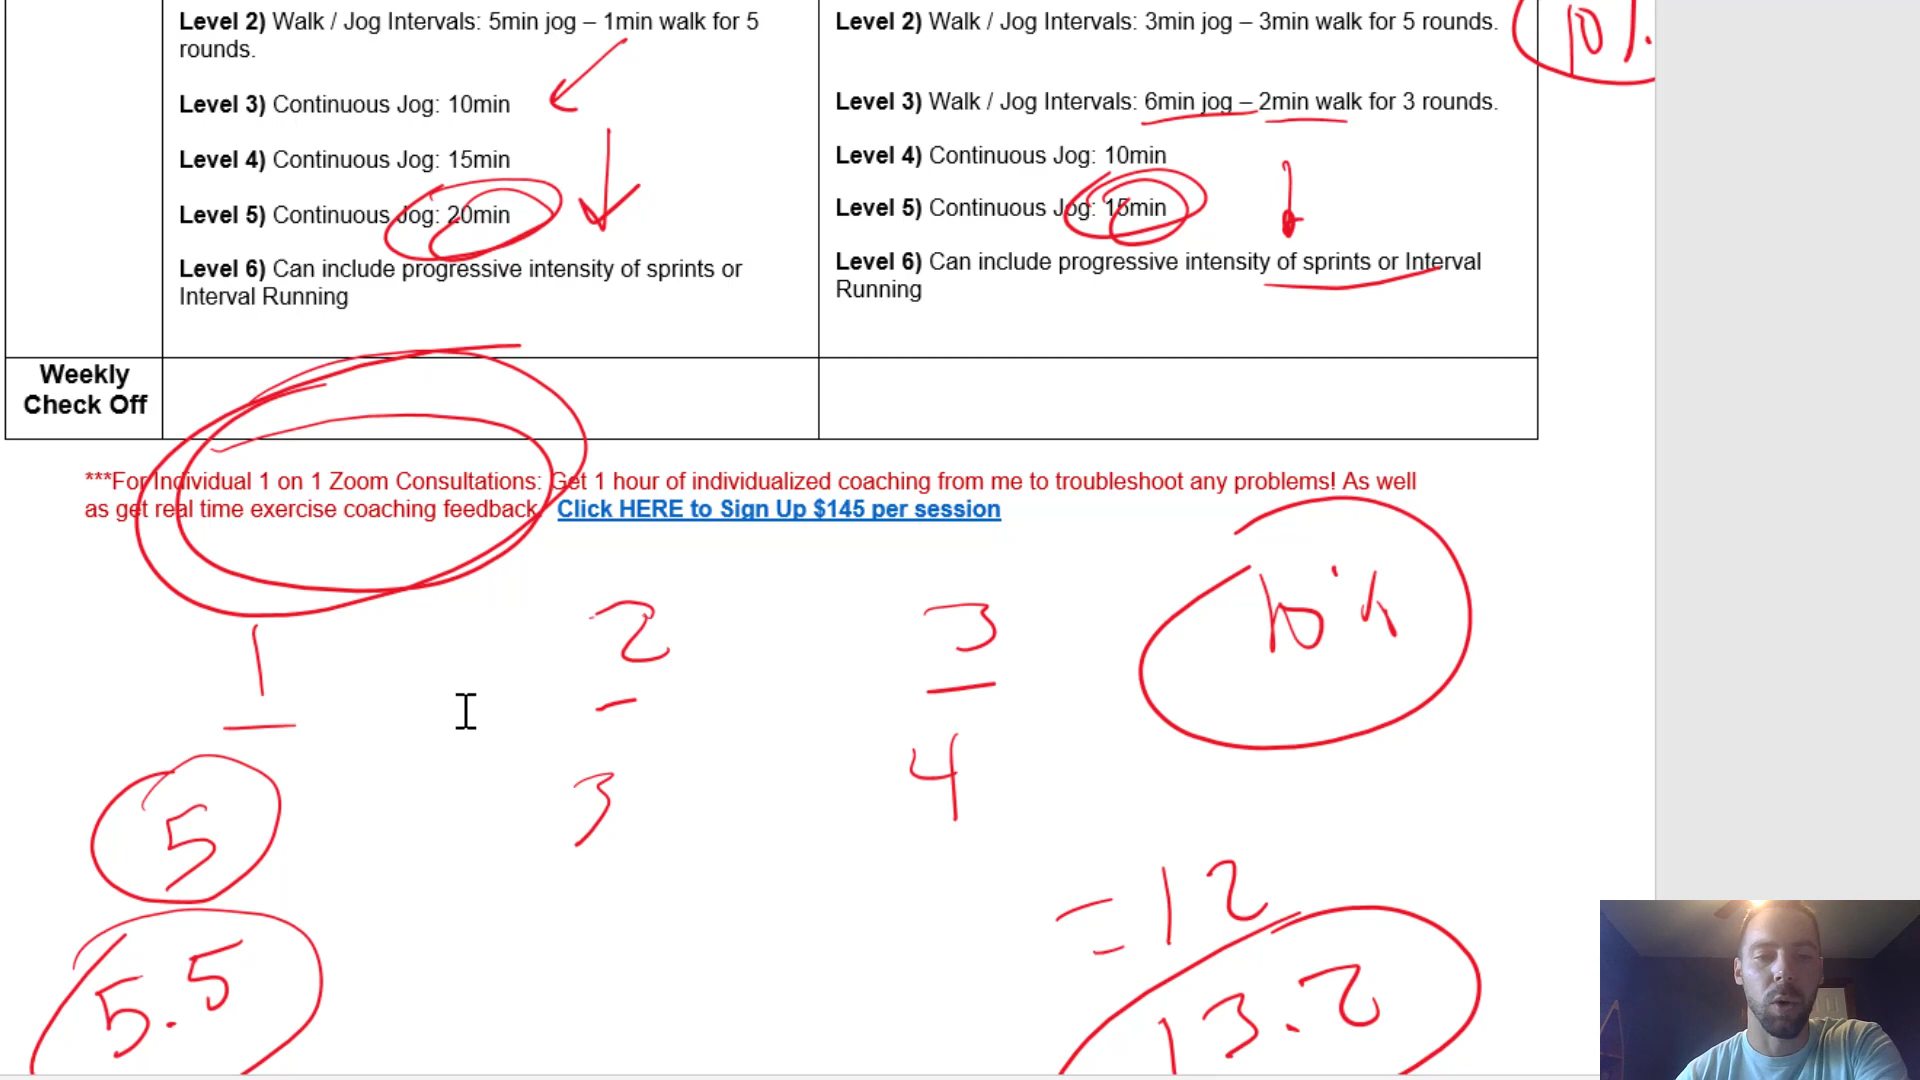 Level 2) Walk / Jog Intervals: 5min jog – 1min walk for 5
rounds.
Level 3) Continuous Jog: 10min
Level 4) Continuous Jog: 15min
Level 5) Continuous Jog: 20min
Level 6) Can include progressive intensity of sprints or
Interval Running
Level 2) Walk / Jog Intervals: 3min jog – 3min walk for 5 rounds.
Level 3) Walk / Jog Intervals: 6min jog – 2min walk for 3 rounds.
Level 4) Continuous Jog: 10min
Level 5) Continuous Jog: 15min
Level 6) Can include progressive intensity of sprints or Interval
Running
10%
Weekly
Check Off
***For Individual 1 on 1 Zoom Consultations: Get 1 hour of individualized coaching from me to troubleshoot any problems! As well
as get real time exercise coaching feedback. Click HERE to Sign Up $145 per session
1 2 3 10%
5 3 4
= 12
5.5 13.2